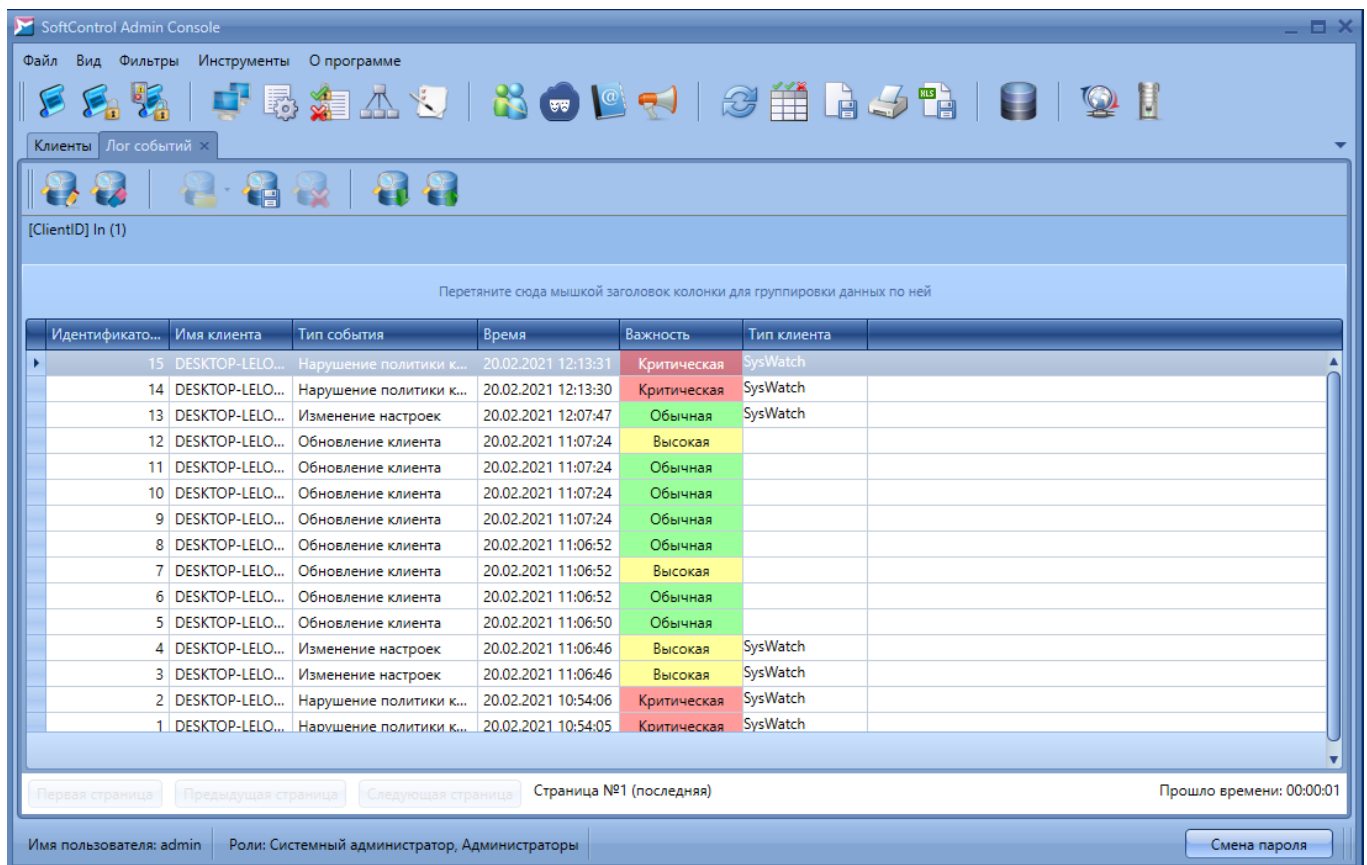 SoftControl Admin Console
Файл Вид Фильтры Инструменты О программе
XLS
Клиенты Лог событий ×
[ClientID] In (1)
Перетяните сюда мышкой заголовок колонки для группировки данных по ней
Идентификато... Имя клиента Тип события Время Важность Тип клиента
15 DESKTOP-LELO... Нарушение политики к... 20.02.2021 12:13:31 Критическая SysWatch
14 DESKTOP-LELO... Нарушение политики к... 20.02.2021 12:13:30 Критическая SysWatch
13 DESKTOP-LELO... Изменение настроек 20.02.2021 12:07:47 Обычная SysWatch
12 DESKTOP-LELO... Обновление клиента 20.02.2021 11:07:24 Высокая
11 DESKTOP-LELO... Обновление клиента 20.02.2021 11:07:24 Обычная
10 DESKTOP-LELO... Обновление клиента 20.02.2021 11:07:24 Обычная
9 DESKTOP-LELO... Обновление клиента 20.02.2021 11:07:24 Обычная
8 DESKTOP-LELO... Обновление клиента 20.02.2021 11:06:52 Обычная
7 DESKTOP-LELO... Обновление клиента 20.02.2021 11:06:52 Высокая
6 DESKTOP-LELO... Обновление клиента 20.02.2021 11:06:52 Обычная
5 DESKTOP-LELO... Обновление клиента 20.02.2021 11:06:50 Обычная
4 DESKTOP-LELO... Изменение настроек 20.02.2021 11:06:46 Высокая SysWatch
3 DESKTOP-LELO... Изменение настроек 20.02.2021 11:06:46 Высокая SysWatch
2 DESKTOP-LELO... Нарушение политики к... 20.02.2021 10:54:06 Критическая SysWatch
1 DESKTOP-LELO... Нарушение политики к... 20.02.2021 10:54:05 Критическая SysWatch
Первая страница Предыдущая страница Следующая страница Страница №1 (последняя) Прошло времени: 00:00:01
Имя пользователя: admin Роли: Системный администратор, Администраторы Смена пароля